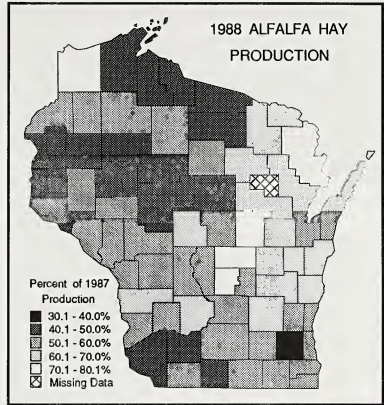 1988 ALFALFA HAY
PRODUCTION
Percent of 1987
Production
30.1 - 40.0%
40.1 - 50.0%
50.1 - 60.0%
60.1 - 70.0%
70.1 - 80.1%
Missing Data